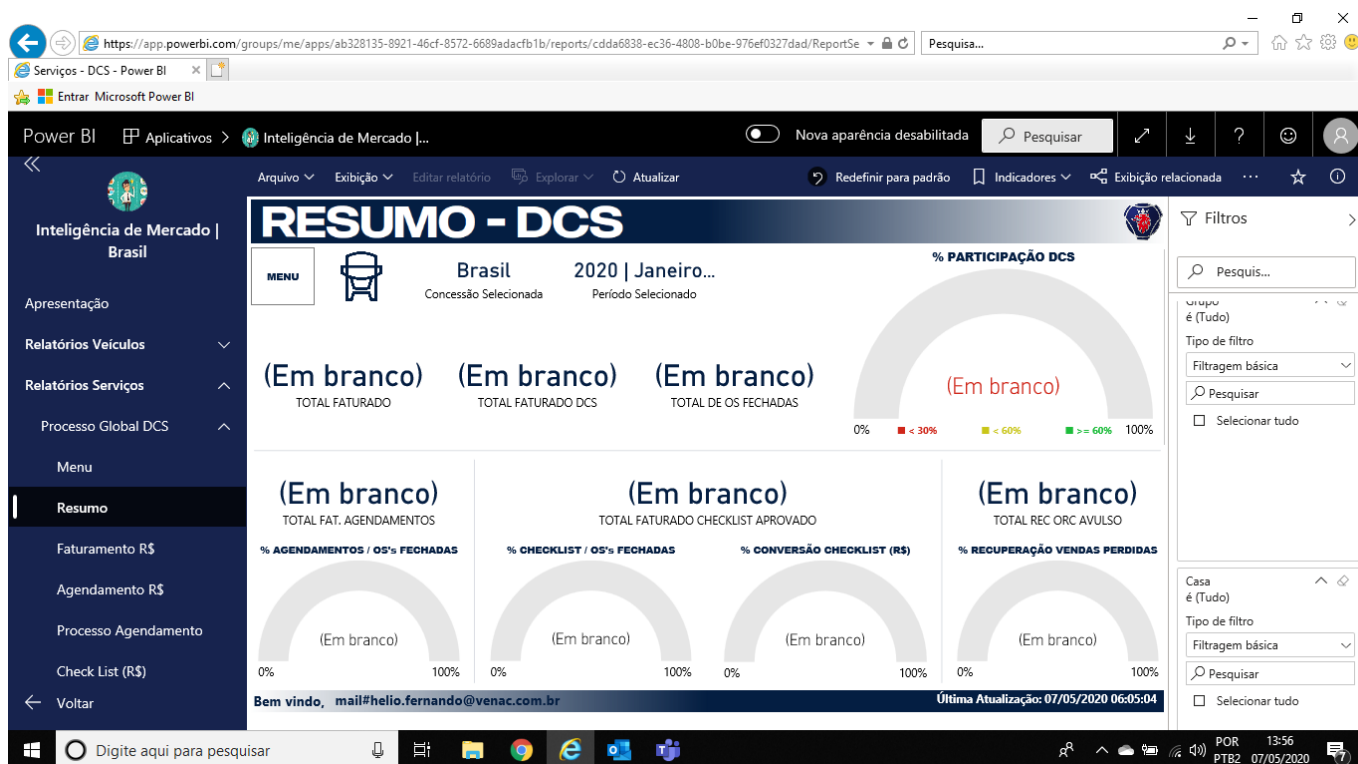 https://app.powerbi.com/groups/me/apps/ab328135-8921-46cf-8572-6689adacfb1b/reports/cdda6838-ec36-4808-b0be-976ef0327dad/ReportSe
Pesquisa...
Serviços - DCS - Power BI
Entrar Microsoft Power BI
Power BI Aplicativos > Inteligência de Mercado |...
Nova aparência desabilitada
Pesquisar
Arquivo Exibição Editar relatório Explorar Atualizar
Redefinir para padrão Indicadores Exibição relacionada ...
Inteligência de Mercado |
Brasil
Apresentação
Relatórios Veículos
Relatórios Serviços
Processo Global DCS
Menu
Resumo
Faturamento R$
Agendamento R$
Processo Agendamento
Check List (R$)
Voltar
RESUMO - DCS
MENU
Brasil
Concessão Selecionada
2020 | Janeiro...
Período Selecionado
% PARTICIPAÇÃO DCS
(Em branco)
0% < 30% < 60% >= 60% 100%
(Em branco)
TOTAL FATURADO
(Em branco)
TOTAL FATURADO DCS
(Em branco)
TOTAL DE OS FECHADAS
(Em branco)
TOTAL FAT. AGENDAMENTOS
(Em branco)
TOTAL FATURADO CHECKLIST APROVADO
(Em branco)
TOTAL REC ORC AVULSO
% AGENDAMENTOS / OS's FECHADAS
(Em branco)
0% 100%
% CHECKLIST / OS's FECHADAS
(Em branco)
0% 100%
% CONVERSÃO CHECKLIST (R$)
(Em branco)
0% 100%
% RECUPERAÇÃO VENDAS PERDIDAS
(Em branco)
0% 100%
Bem vindo, mail#helio.fernando@venac.com.br
Última Atualização: 07/05/2020 06:05:04
Filtros
Pesquis...
Grupo
é (Tudo)
Tipo de filtro
Filtragem básica
Pesquisar
Selecionar tudo
Casa
é (Tudo)
Tipo de filtro
Filtragem básica
Pesquisar
Selecionar tudo
Digite aqui para pesquisar
POR
PTB2
13:56
07/05/2020
7